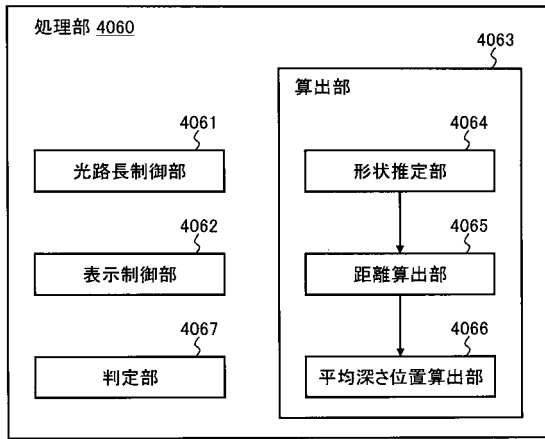 処理部 4060
4061
光路長制御部
4062
表示制御部
4067
判定部
4063
算出部
4064
形状推定部
4065
距離算出部
4066
平均深さ位置算出部